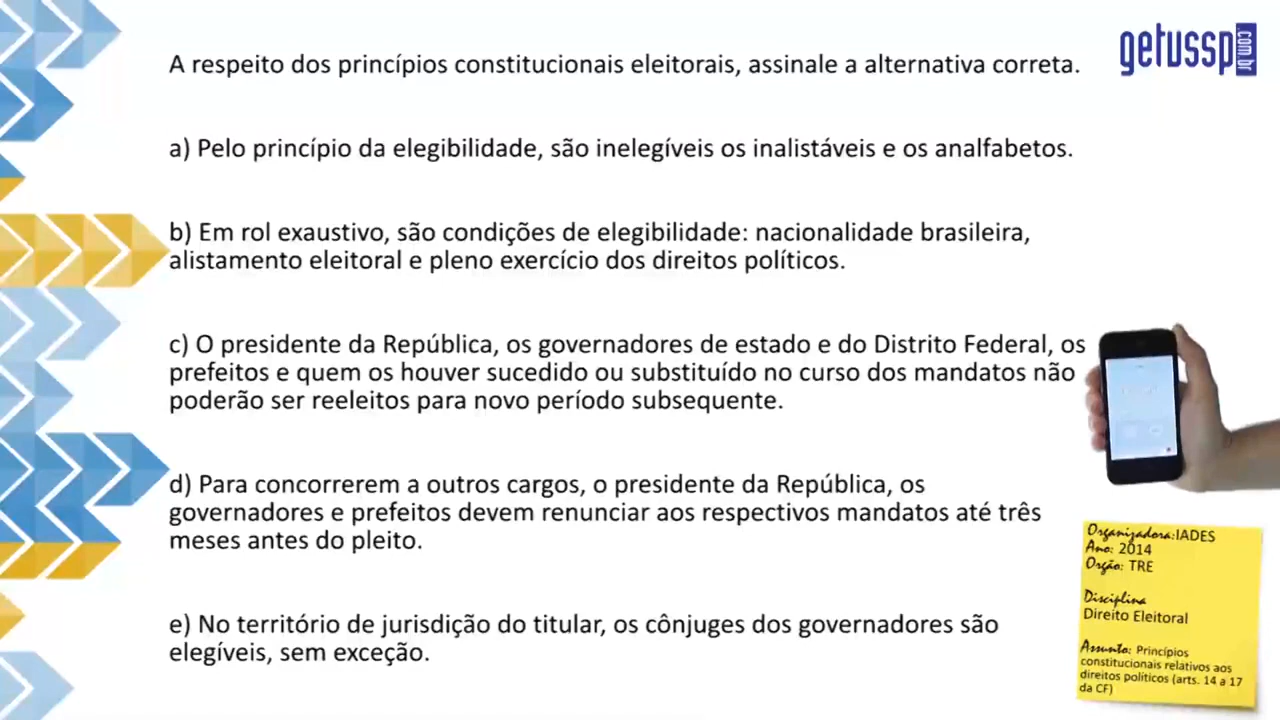 getussp.com.br
A respeito dos princípios constitucionais eleitorais, assinale a alternativa correta.
a) Pelo princípio da elegibilidade, são inelegíveis os inalistáveis e os analfabetos.
b) Em rol exaustivo, são condições de elegibilidade: nacionalidade brasileira,
alistamento eleitoral e pleno exercício dos direitos políticos.
c) O presidente da República, os governadores de estado e do Distrito Federal, os
prefeitos e quem os houver sucedido ou substituído no curso dos mandatos não
poderão ser reeleitos para novo período subsequente.
d) Para concorrerem a outros cargos, o presidente da República, os
governadores e prefeitos devem renunciar aos respectivos mandatos até três
meses antes do pleito.
e) No território de jurisdição do titular, os cônjuges dos governadores são
elegíveis, sem exceção.
Organizadora:IADES
Ano: 2014
Orgão: TRE
Disciplina
Direito Eleitoral
Assunto: Princípios
constitucionais relativos aos
direitos políticos (arts. 14 a 17
da CF)